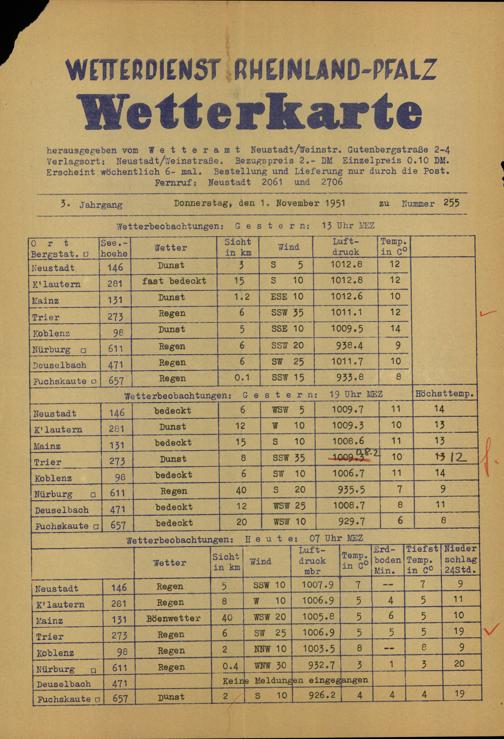 WETTERDIENST RHEINLAND-PFALZ
Wetterkarte
herausgegeben vom W e t t e r a m t Neustadt/Weinstr. Gutenbergstraße 2-4
Verlagsort: Neustadt/Weinstraße. Bezugspreis 2.- DM Einzelpreis 0.10 DM.
Erscheint wöchentlich 6- mal. Bestellung und Lieferung nur durch die Post.
Fernruf: Neustadt 2061 und 2706
3. Jahrgang Donnerstag, den 1. November 1951 zu Nummer 255
Wetterbeobachtungen: G e s t e r n : 13 Uhr MEZ
O r t See.- Wetter Sicht Wind Luft- Temp.
Bergstat. □ hoehe in km druck in C°
Neustadt 146 Dunst 3 S 5 1012.8 12
K'lautern 281 fast bedeckt 15 S 10 1012.8 12
Mainz 131 Dunst 1.2 ESE 10 1012.6 10
Trier 273 Regen 6 SSW 35 1011.1 12
Koblenz 98 Dunst 5 SSE 10 1009.5 14
Nürburg □ 611 Regen 6 SSW 20 938.4 9
Deuselbach 471 Regen 6 SW 25 1011.7 10
Fuchskaute □ 657 Regen 0.1 SSW 15 933.8 8
Wetterbeobachtungen: G e s t e r n : 19 Uhr MEZ Höchsttemp.
Neustadt 146 bedeckt 6 WSW 5 1009.7 11 14
K'lautern 281 Dunst 12 W 10 1009.3 10 13
Mainz 131 bedeckt 15 S 10 1008.6 11 13
Trier 273 Dunst 8 SSW 35 1009.3 08.2 10 13 12
Koblenz 98 bedeckt 6 SW 10 1006.7 11 14
Nürburg □ 611 Regen 40 S 20 935.5 7 9
Deuselbach 471 bedeckt 12 WSW 25 1008.7 8 11
Fuchskaute □ 657 bedeckt 20 WSW 10 929.7 6 8
Wetterbeobachtungen: H e u t e : 07 Uhr MEZ
Wetter Sicht Wind Luft- Temp. Erd- Tiefst Nieder
in km druck in C° boden Temp. schlag
mbr Min. in C° 24Std.
Neustadt 146 Regen 5 SSW 10 1007.9 7 -- 7 9
K'lautern 281 Regen 8 W 10 1006.9 5 4 5 11
Mainz 131 Böenwetter 40 WSW 20 1005.8 5 6 5 10
Trier 273 Regen 6 SW 25 1006.9 5 5 5 19
Koblenz 98 Regen 2 NNW 10 1003.5 8 -- 8 9
Nürburg □ 611 Regen 0.4 WNW 30 932.7 3 1 3 20
Deuselbach 471 Keine Meldungen eingegangen
Fuchskaute □ 657 Dunst 2 S 10 926.2 4 4 4 19